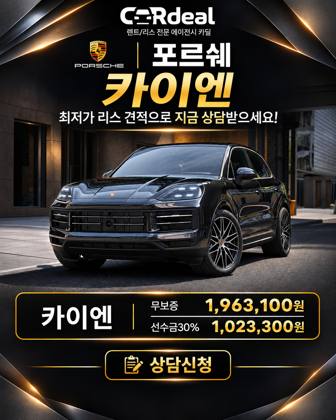 CARdeal
렌트/리스 전문 에이전시 카딜
PORSCHE
포르쉐
카이엔
최저가 리스 견적으로 지금 상담받으세요!
카이엔
무보증 1,963,100원
선수금30% 1,023,300원
상담신청